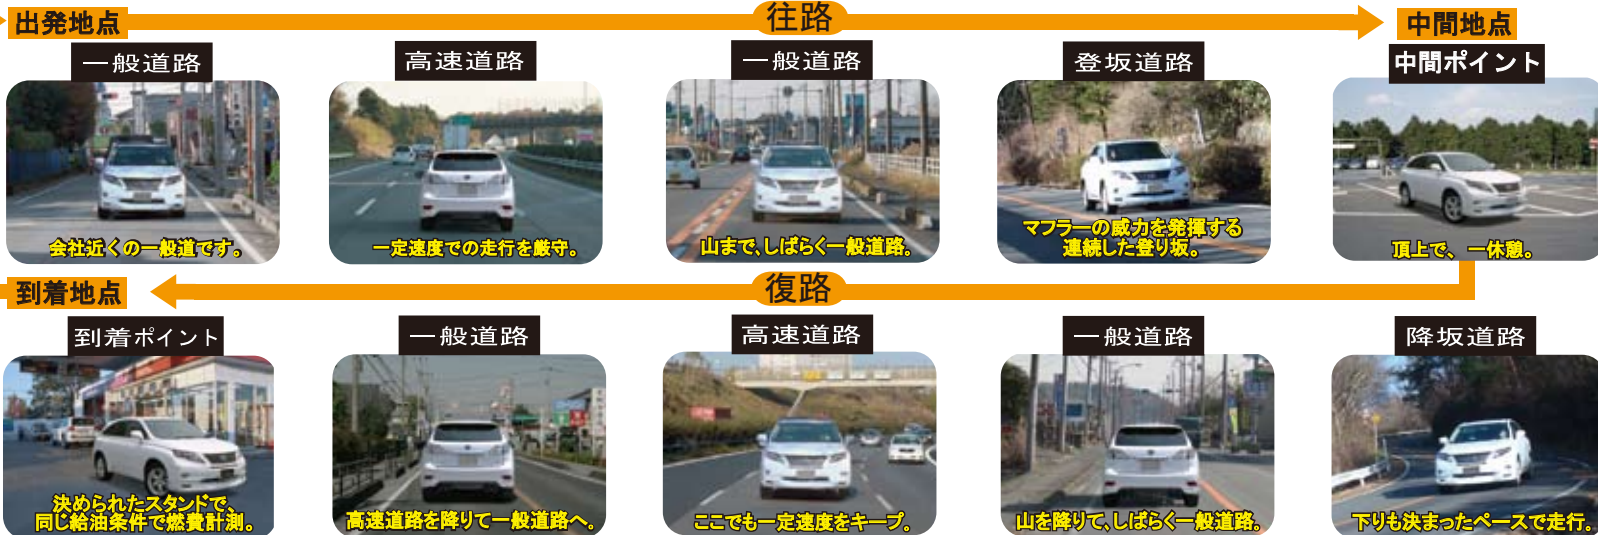 出発地点
往路
中間地点
一般道路
高速道路
一般道路
登坂道路
中間ポイント
会社近くの一般道です。
一定速度での走行を厳守。
山まで、しばらく一般道路。
マフラーの威力を発揮する
連続した登り坂。
頂上で、一休憩。
到着地点
復路
到着ポイント
一般道路
高速道路
一般道路
降坂道路
決められたスタンドで、
同じ給油条件で燃費計測。
高速道路を降りて一般道路へ。
ここでも一定速度をキープ。
山を降りて、しばらく一般道路。
下りも決まったペースで走行。